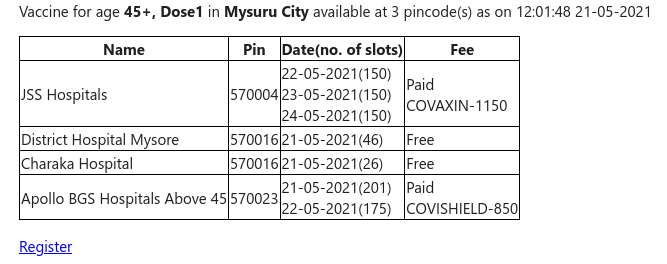 Vaccine for age 45+, Dose1 in Mysuru City available at 3 pincode(s) as on 12:01:48 21-05-2021
Name Pin Date(no. of slots) Fee
JSS Hospitals 570004 22-05-2021(150) 23-05-2021(150) 24-05-2021(150) Paid COVAXIN-1150
District Hospital Mysore 570016 21-05-2021(46) Free
Charaka Hospital 570016 21-05-2021(26) Free
Apollo BGS Hospitals Above 45 570023 21-05-2021(201) 22-05-2021(175) Paid COVISHIELD-850
Register